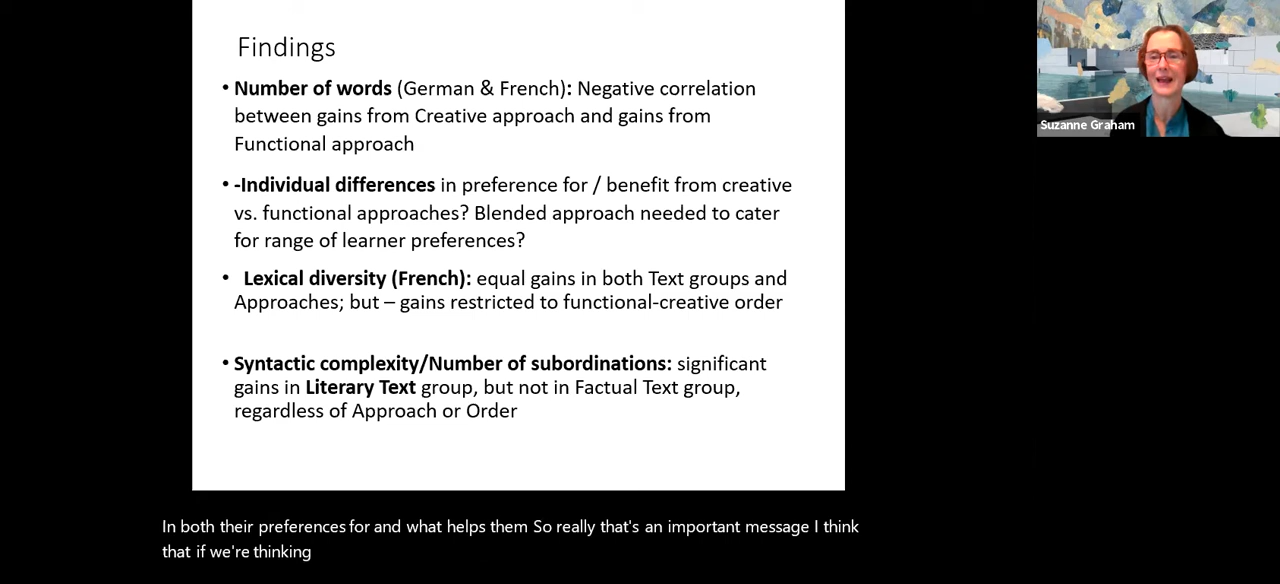 Findings
• Number of words (German & French): Negative correlation
between gains from Creative approach and gains from
Functional approach
• -Individual differences in preference for / benefit from creative
vs. functional approaches? Blended approach needed to cater
for range of learner preferences?
• Lexical diversity (French): equal gains in both Text groups and
Approaches; but – gains restricted to functional-creative order
• Syntactic complexity/Number of subordinations: significant
gains in Literary Text group, but not in Factual Text group,
regardless of Approach or Order
Suzanne Graham
In both their preferences for and what helps them So really that's an important message I think
that if we're thinking